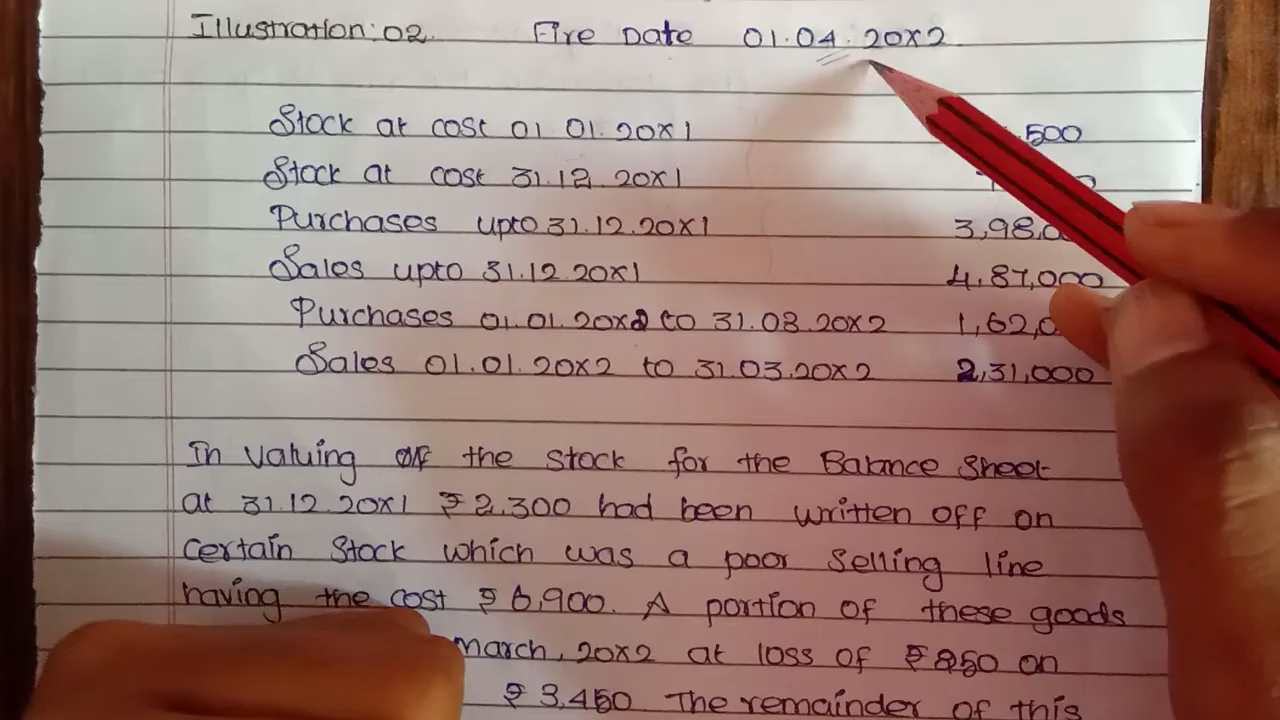 Illustration: 02. Fire Date 01.04.20X2.
Stock at cost 01.01.20X1 500
Stock at cost 31.12.20X1
Purchases upto 31.12.20X1 3,98,0
Sales upto 31.12.20X1 4,87,000
Purchases 01.01.20X2 to 31.03.20X2 1,62,0
Sales 01.01.20X2 to 31.03.20X2 2,31,000
In valuing of the stock for the Balance Sheet
at 31.12.20X1 ₹2,300 had been written off on
certain stock which was a poor selling line
having the cost ₹6,900. A portion of these goods
March, 20X2 at loss of ₹250 on
₹3,450 The remainder of this